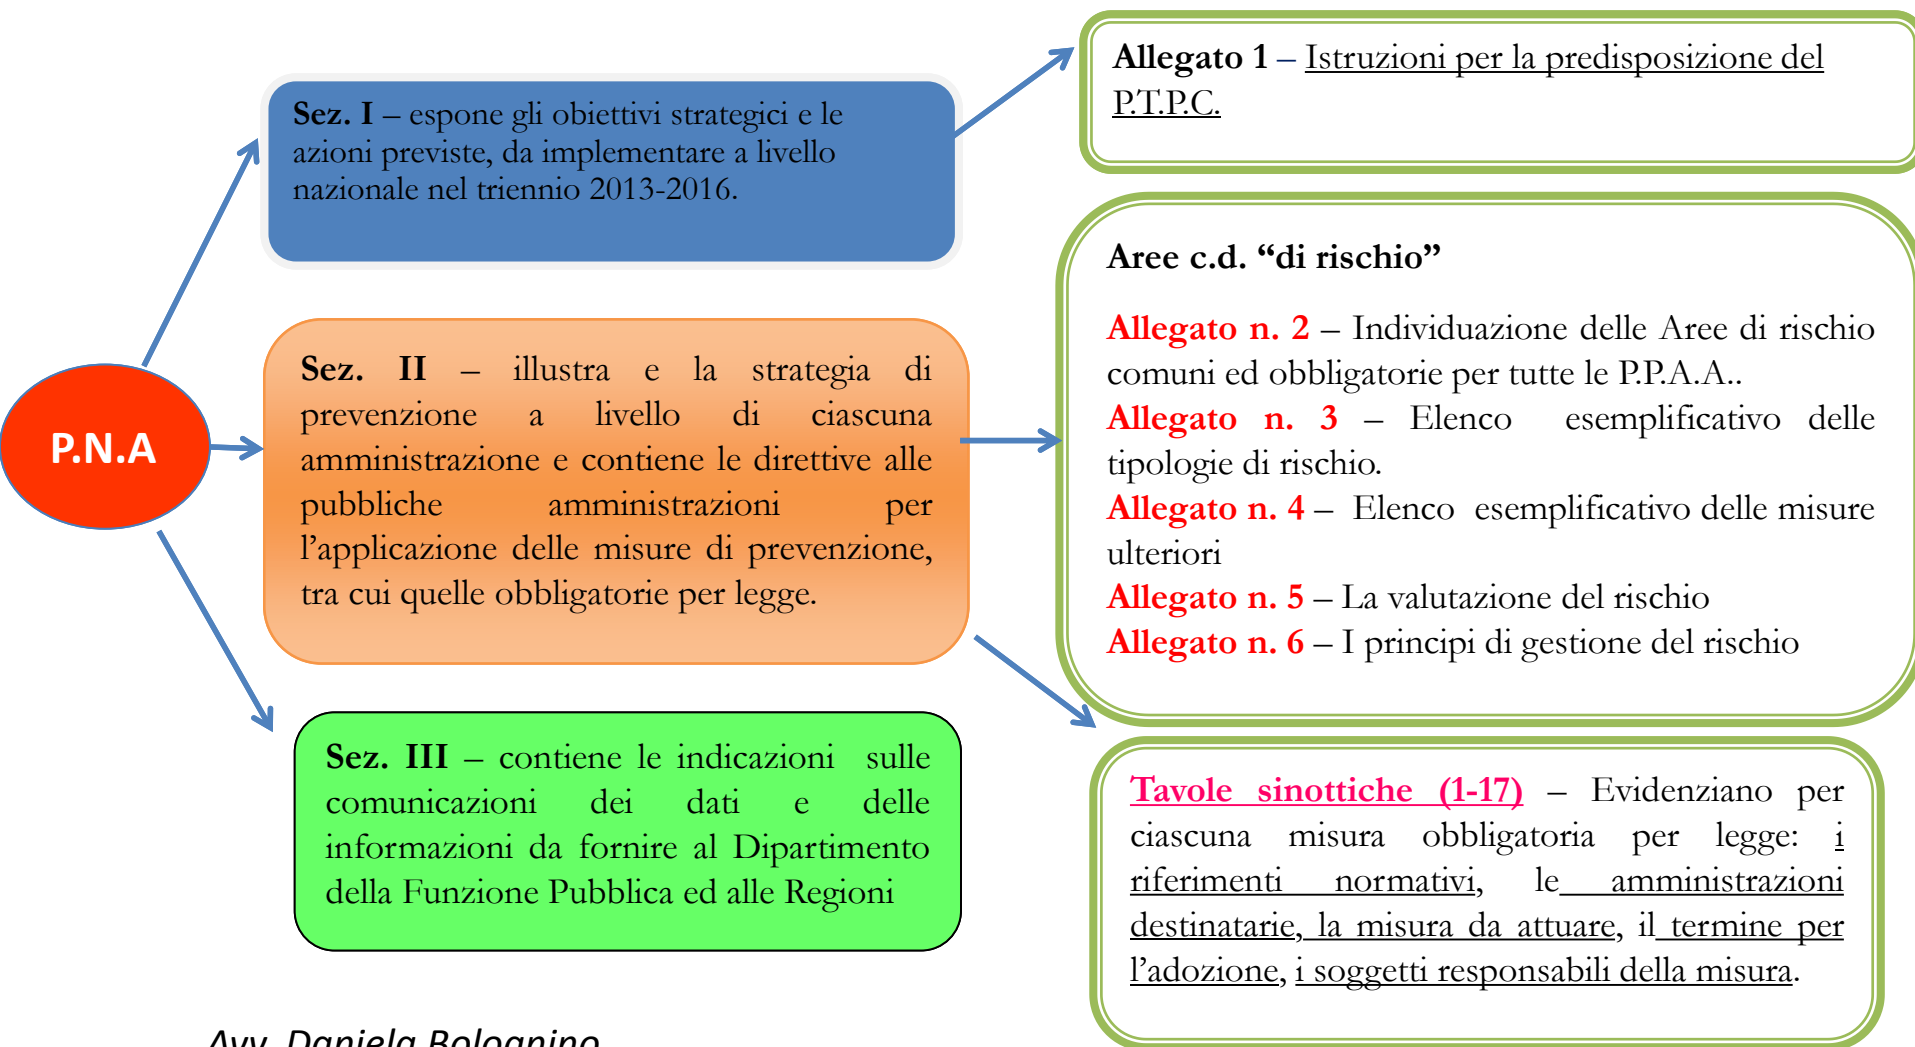 P.N.A
Sez. I – espone gli obiettivi strategici e le
azioni previste, da implementare a livello
nazionale nel triennio 2013-2016.
Sez. II – illustra e la strategia di
prevenzione a livello di ciascuna
amministrazione e contiene le direttive alle
pubbliche amministrazioni per
l’applicazione delle misure di prevenzione,
tra cui quelle obbligatorie per legge.
Sez. III – contiene le indicazioni sulle
comunicazioni dei dati e delle
informazioni da fornire al Dipartimento
della Funzione Pubblica ed alle Regioni
Allegato 1 – Istruzioni per la predisposizione del
P.T.P.C.
Aree c.d. “di rischio”
Allegato n. 2 – Individuazione delle Aree di rischio
comuni ed obbligatorie per tutte le P.P.A.A..
Allegato n. 3 – Elenco esemplificativo delle
tipologie di rischio.
Allegato n. 4 – Elenco esemplificativo delle misure
ulteriori
Allegato n. 5 – La valutazione del rischio
Allegato n. 6 – I principi di gestione del rischio
Tavole sinottiche (1-17) – Evidenziano per
ciascuna misura obbligatoria per legge: i
riferimenti normativi, le amministrazioni
destinatarie, la misura da attuare, il termine per
l’adozione, i soggetti responsabili della misura.
Avv. Daniela Bolognino